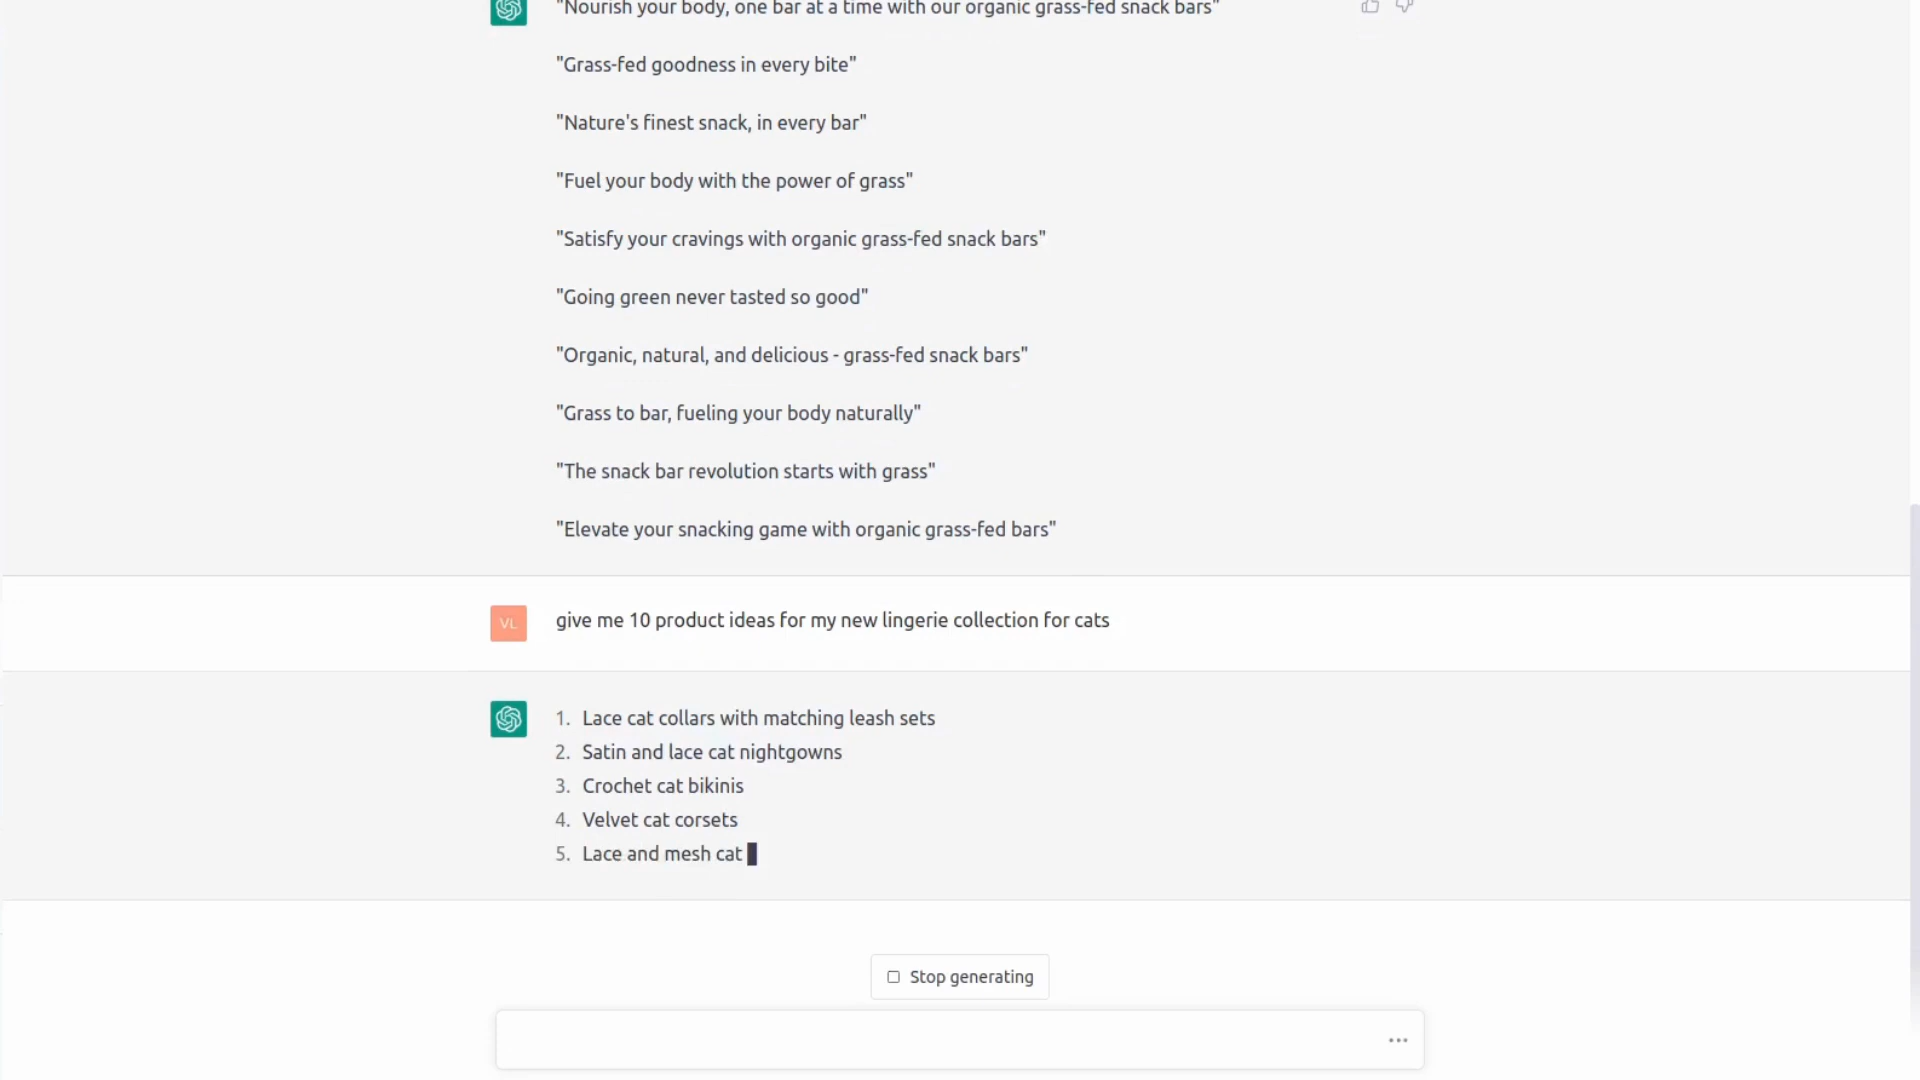 "Nourish your body, one bar at a time with our organic grass-fed snack bars"
"Grass-fed goodness in every bite"
"Nature's finest snack, in every bar"
"Fuel your body with the power of grass"
"Satisfy your cravings with organic grass-fed snack bars"
"Going green never tasted so good"
"Organic, natural, and delicious - grass-fed snack bars"
"Grass to bar, fueling your body naturally"
"The snack bar revolution starts with grass"
"Elevate your snacking game with organic grass-fed bars"
VL give me 10 product ideas for my new lingerie collection for cats
1. Lace cat collars with matching leash sets
2. Satin and lace cat nightgowns
3. Crochet cat bikinis
4. Velvet cat corsets
5. Lace and mesh cat
Stop generating